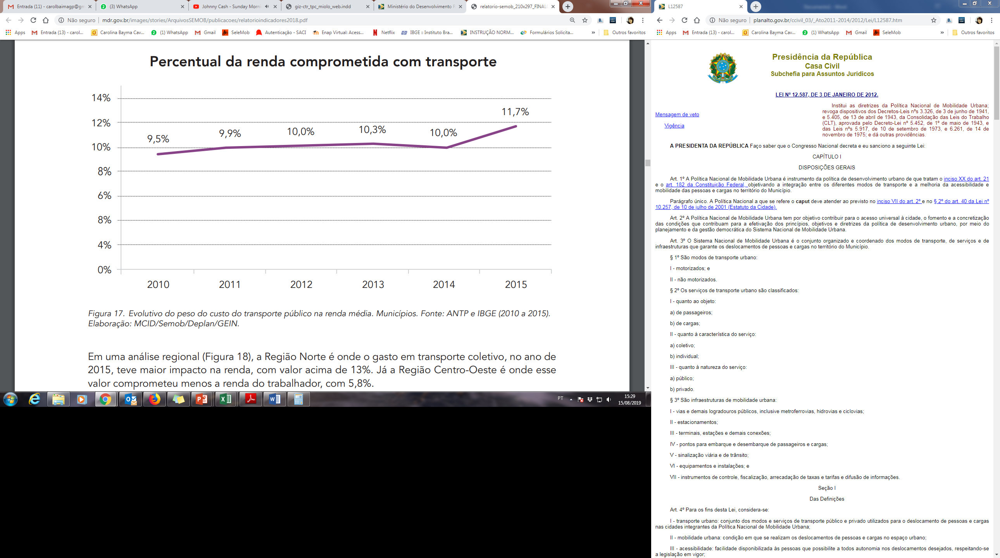 Entrada (11) - carolbaimagp@gm
(3) WhatsApp
Johnny Cash - Sunday Morni
giz-ctr_tpc_miolo_web.indd
Ministério do Desenvolvimento R
relatorio-semob_210x297_FINAL
Não seguro | mdr.gov.br/images/stories/ArquivosSEMOB/publicacoes/relatorioindicadores2018.pdf
Apps
Entrada (13) - carol...
Carolina Bayma Cav...
(1) WhatsApp
Gmail
SeleMob
Autenticação - SACI
Enap Virtual: Acess...
Netflix
IBGE :: Instituto Bra...
INSTRUÇÃO NORM...
Formulários Solicita...
»
Outros favoritos
Percentual da renda comprometida com transporte
14%
12%
10%
8%
6%
8%
4%
0%
9,5%
9,9%
10,0%
10,3%
10,0%
11,7%
2010
2011
2012
2013
2014
2015
Figura 17. Evolutivo do peso do custo do transporte público na renda média. Municípios. Fonte: ANTP e IBGE (2010 a 2015).
Elaboração: MCID/Semob/Deplan/GEIN.
Em uma análise regional (Figura 18), a Região Norte é onde o gasto em transporte coletivo, no ano de
2015, teve maior impacto na renda, com valor acima de 13%. Já a Região Centro-Oeste é onde esse
valor comprometeu menos a renda do trabalhador, com 5,8%.
PT
15:29
15/08/2019
L12587
Não seguro | planalto.gov.br/ccivil_03/_Ato2011-2014/2012/Lei/L12587.htm
Apps
Entrada (13) - carol...
Carolina Bayma Cav...
(1) WhatsApp
Gmail
SeleMob
»
Outros favoritos
Presidência da República
Casa Civil
Subchefia para Assuntos Jurídicos
LEI Nº 12.587, DE 3 DE JANEIRO DE 2012.
Mensagem de veto
Vigência
Institui as diretrizes da Política Nacional de Mobilidade Urbana;
revoga dispositivos dos Decretos-Leis nºs 3.326, de 3 de junho de 1941,
e 5.405, de 13 de abril de 1943, da Consolidação das Leis do Trabalho
(CLT), aprovada pelo Decreto-Lei nº 5.452, de 1º de maio de 1943, e
das Leis nºs 5.917, de 10 de setembro de 1973, e 6.261, de 14 de
novembro de 1975; e dá outras providências.
A PRESIDENTA DA REPÚBLICA Faço saber que o Congresso Nacional decreta e eu sanciono a seguinte Lei:
CAPÍTULO I
DISPOSIÇÕES GERAIS
Art. 1º A Política Nacional de Mobilidade Urbana é instrumento da política de desenvolvimento urbano de que tratam o inciso XX do art. 21
e o art. 182 da Constituição Federal, objetivando a integração entre os diferentes modos de transporte e a melhoria da acessibilidade e
mobilidade das pessoas e cargas no território do Município.
Parágrafo único. A Política Nacional a que se refere o caput deve atender ao previsto no inciso VII do art. 2º e no § 2º do art. 40 da Lei nº
10.257, de 10 de julho de 2001 (Estatuto da Cidade).
Art. 2º A Política Nacional de Mobilidade Urbana tem por objetivo contribuir para o acesso universal à cidade, o fomento e a concretização
das condições que contribuam para a efetivação dos princípios, objetivos e diretrizes da política de desenvolvimento urbano, por meio do
planejamento e da gestão democrática do Sistema Nacional de Mobilidade Urbana.
Art. 3º O Sistema Nacional de Mobilidade Urbana é o conjunto organizado e coordenado dos modos de transporte, de serviços e de
infraestruturas que garante os deslocamentos de pessoas e cargas no território do Município.
§ 1º São modos de transporte urbano:
I - motorizados; e
II - não motorizados.
§ 2º Os serviços de transporte urbano são classificados:
I - quanto ao objeto:
a) de passageiros;
b) de cargas;
II - quanto à característica do serviço:
a) coletivo;
b) individual;
III - quanto à natureza do serviço:
a) público;
b) privado.
§ 3º São infraestruturas de mobilidade urbana:
I - vias e demais logradouros públicos, inclusive metroferrovias, hidrovias e ciclovias;
II - estacionamentos;
III - terminais, estações e demais conexões;
IV - pontos para embarque e desembarque de passageiros e cargas;
V - sinalização viária e de trânsito;
VI - equipamentos e instalações; e
VII - instrumentos de controle, fiscalização, arrecadação de taxas e tarifas e difusão de informações.
Seção I
Das Definições
Art. 4º Para os fins desta Lei, considera-se:
I - transporte urbano: conjunto dos modos e serviços de transporte público e privado utilizados para o deslocamento de pessoas e cargas
nas cidades integrantes da Política Nacional de Mobilidade Urbana;
II - mobilidade urbana: condição em que se realizam os deslocamentos de pessoas e cargas no espaço urbano;
III - acessibilidade: facilidade disponibilizada às pessoas que possibilite a todos autonomia nos deslocamentos desejados, respeitando-se
a legislação em vigor;